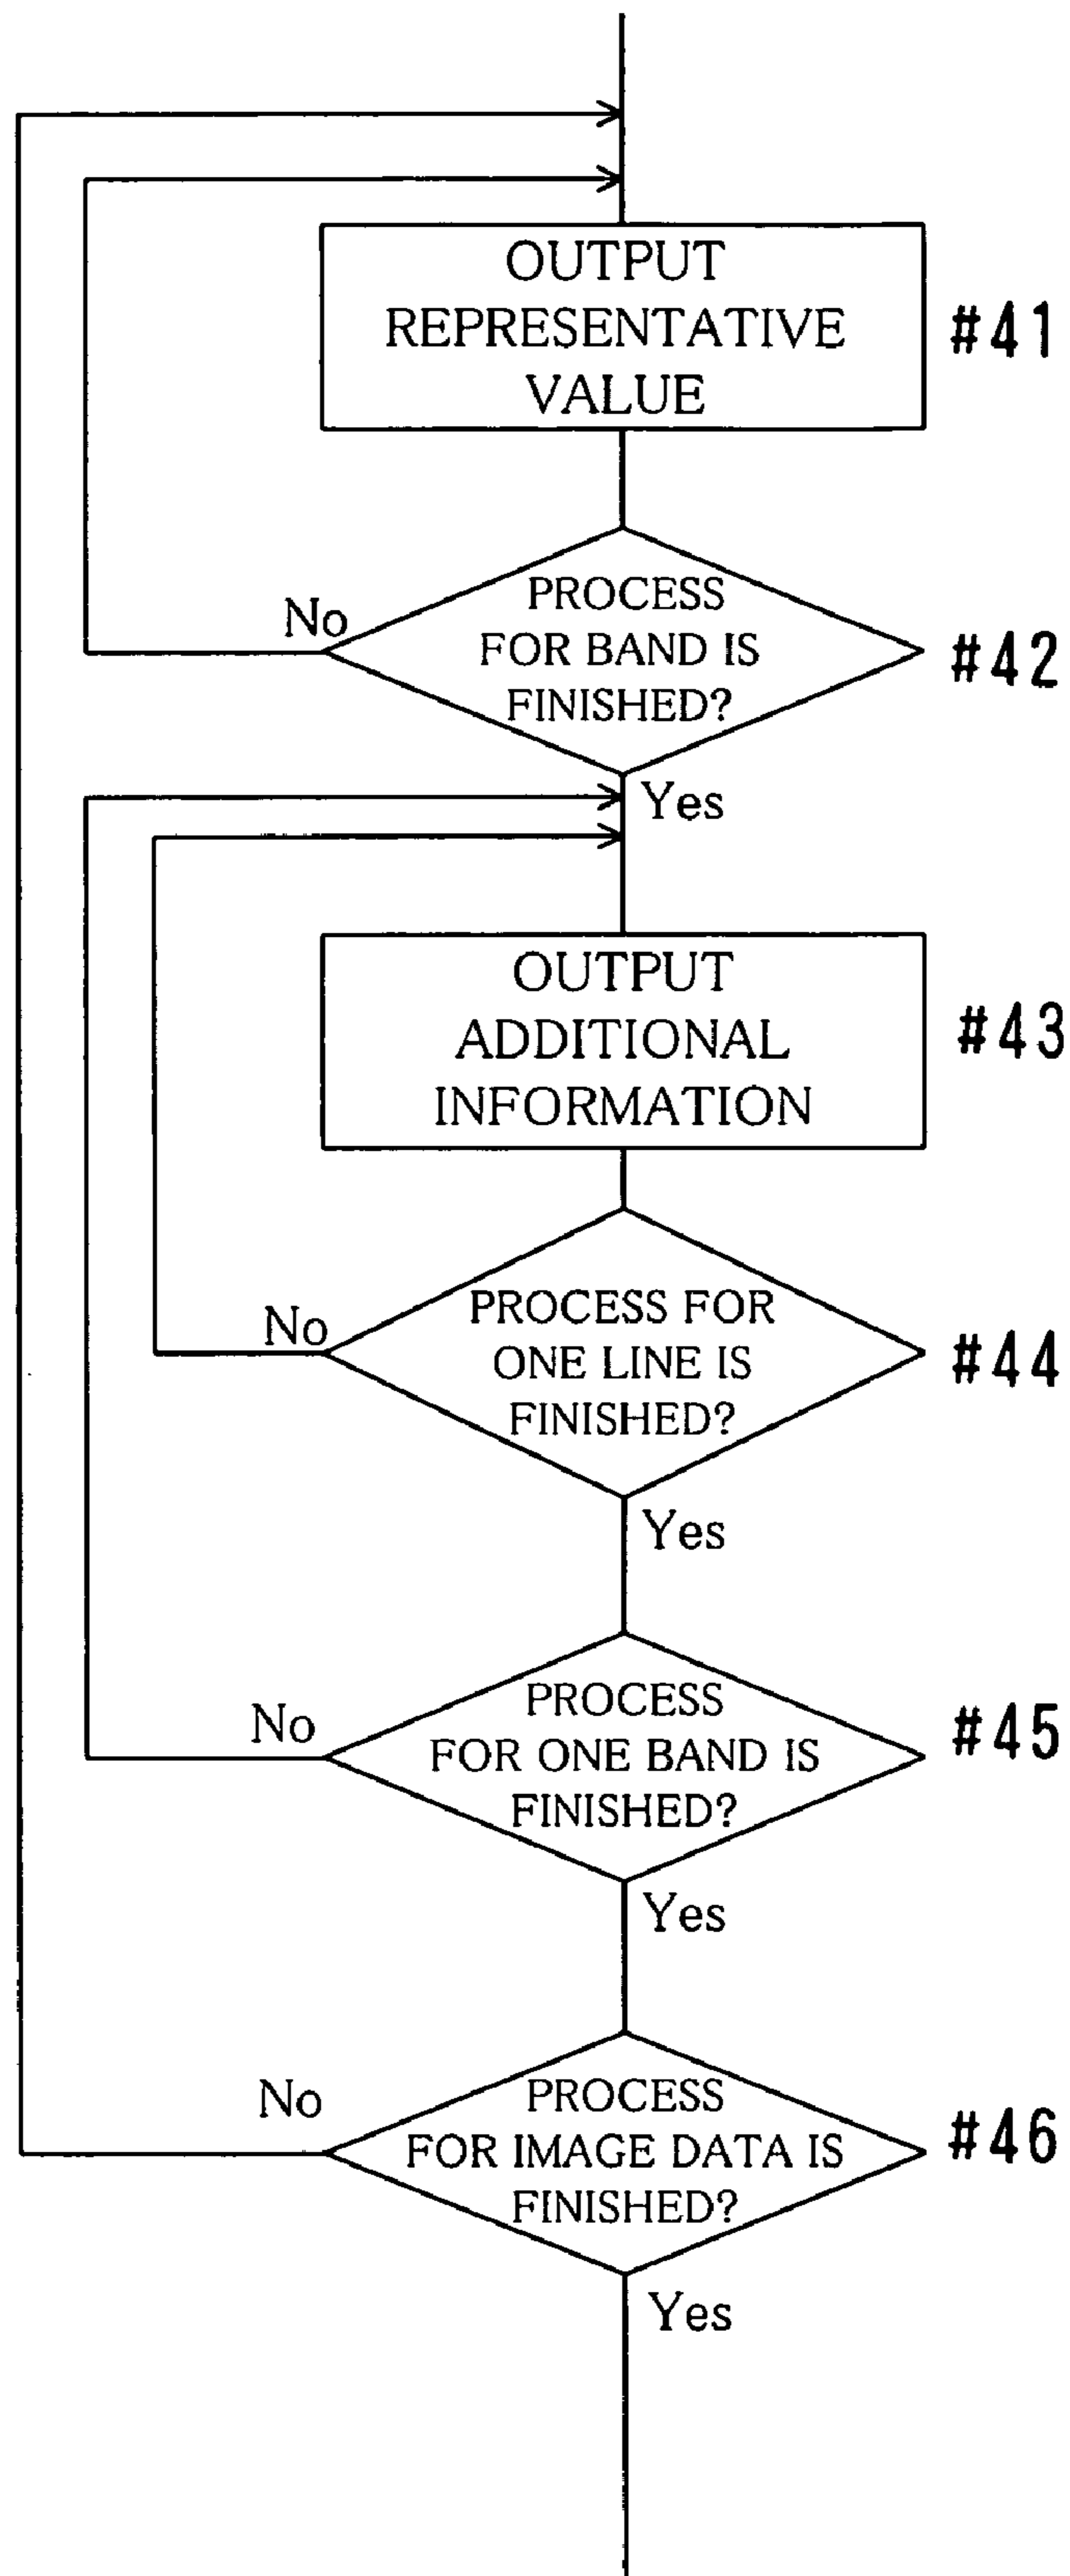 OUTPUT
REPRESENTATIVE
VALUE
#41
PROCESS
FOR BAND IS
FINISHED?
No
#42
Yes
OUTPUT
ADDITIONAL
INFORMATION
#43
PROCESS FOR
ONE LINE IS
FINISHED?
No
#44
Yes
PROCESS
FOR ONE BAND IS
FINISHED?
No
#45
Yes
PROCESS
FOR IMAGE DATA IS
FINISHED?
No
#46
Yes